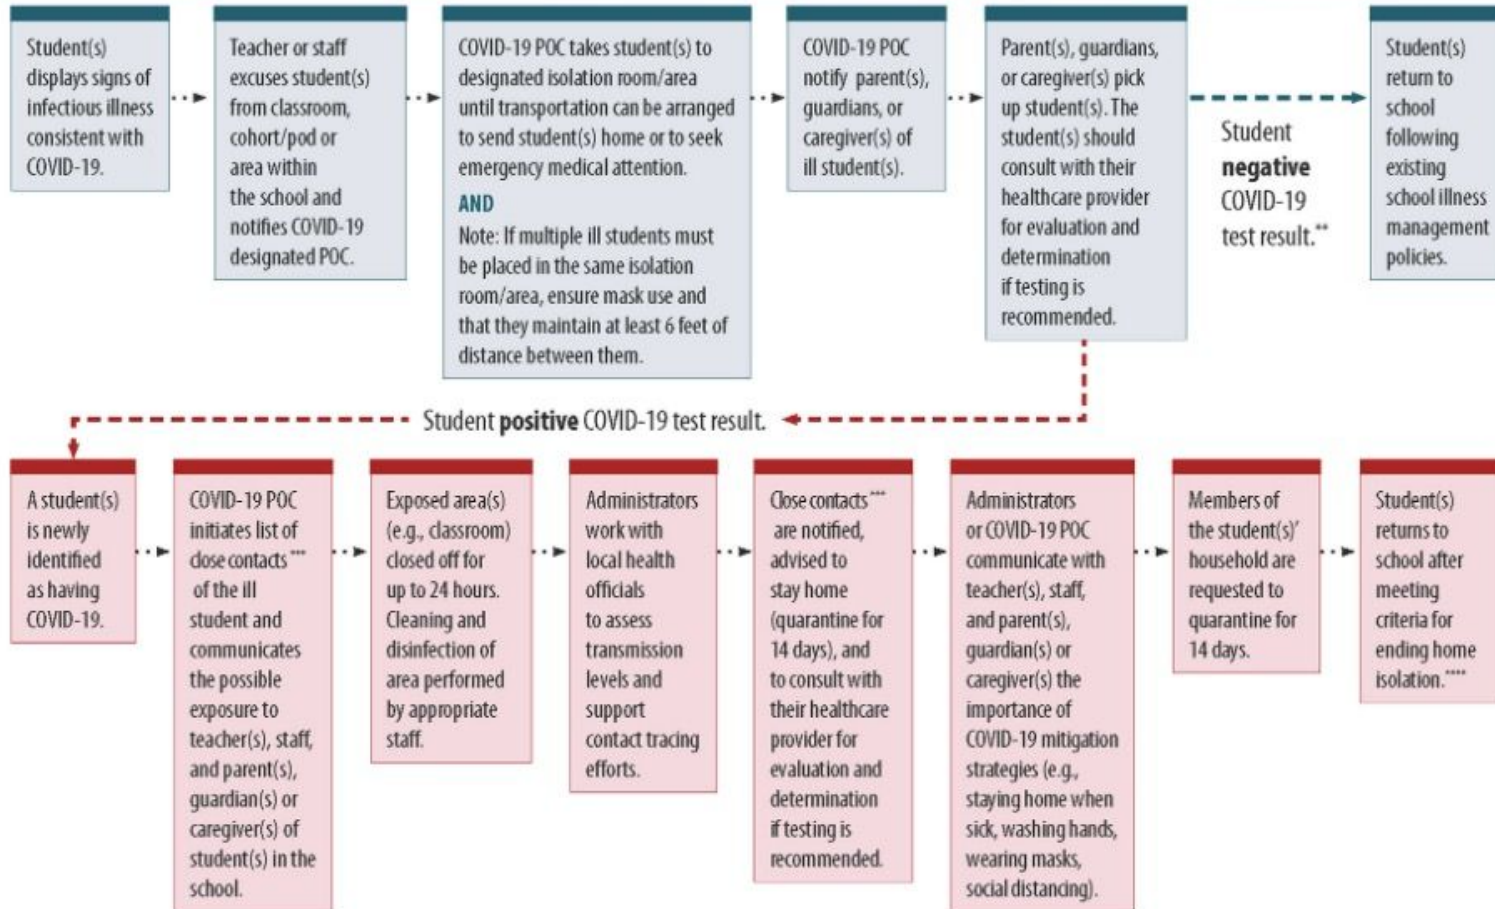 Student(s)
displays signs of
infectious illness
consistent with
COVID-19.
Teacher or staff
excuses student(s)
from classroom,
cohort/pod or
area within
the school and
notifies COVID-19
designated POC.
COVID-19 POC takes student(s) to
designated isolation room/area
until transportation can be arranged
to send student(s) home or to seek
emergency medical attention.
AND
Note: If multiple ill students must
be placed in the same isolation
room/area, ensure mask use and
that they maintain at least 6 feet of
distance between them.
COVID-19 POC
notify parent(s),
guardians, or
caregiver(s) of
ill student(s).
Parent(s), guardians,
or caregiver(s) pick
up student(s). The
student(s) should
consult with their
healthcare provider
for evaluation and
determination
if testing is
recommended.
Student
negative
COVID-19
test result.**
Student(s)
return to
school
following
existing
school illness
management
policies.
Student positive COVID-19 test result.
A student(s)
is newly
identified
as having
COVID-19.
COVID-19 POC
initiates list of
close contacts***
of the ill
student and
communicates
the possible
exposure to
teacher(s), staff,
and parent(s),
guardian(s) or
caregiver(s) of
student(s) in the
school.
Exposed area(s)
(e.g., classroom)
closed off for
up to 24 hours.
Cleaning and
disinfection of
area performed
by appropriate
staff.
Administrators
work with
local health
officials
to assess
transmission
levels and
support
contact tracing
efforts.
Close contacts***
are notified,
advised to
stay home
(quarantine for
14 days), and
to consult with
their healthcare
provider for
evaluation and
determination
if testing is
recommended.
Administrators
or COVID-19 POC
communicate with
teacher(s), staff,
and parent(s),
guardian(s) or
caregiver(s) the
importance of
COVID-19 mitigation
strategies (e.g.,
staying home when
sick, washing hands,
wearing masks,
social distancing).
Members of
the student(s)'
household are
requested to
quarantine for
14 days.
Student(s)
returns to
school after
meeting
criteria for
ending home
isolation.****